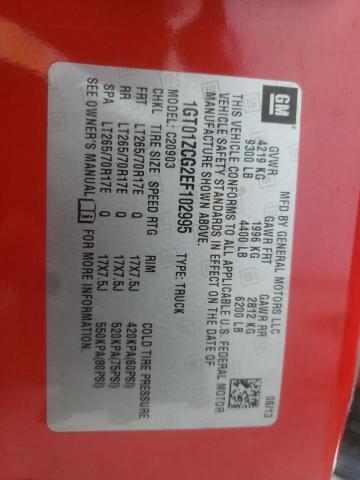 GM
MFD BY GENERAL MOTORS LLC
06/13
GVWR GAWR FRT GAWR RR
4219 KG 1996 KG 2812 KG
9300 LB 4400 LB 6200 LB
THIS VEHICLE CONFORMS TO ALL APPLICABLE U.S. FEDERAL MOTOR
VEHICLE SAFETY STANDARDS IN EFFECT ON THE DATE OF
MANUFACTURE SHOWN ABOVE.
1GT01ZCG2EF102995 TYPE: TRUCK
MODEL: C20903
CHKL TIRE SIZE SPEED RTG RIM COLD TIRE PRESSURE
FRT LT265/70R17E Q 17X7.5J 420KPA(60PSI)
RR LT265/70R17E Q 17X7.5J 520KPA(75PSI)
SPA LT265/70R17E Q 17X7.5J 550KPA(80PSI)
SEE OWNER'S MANUAL